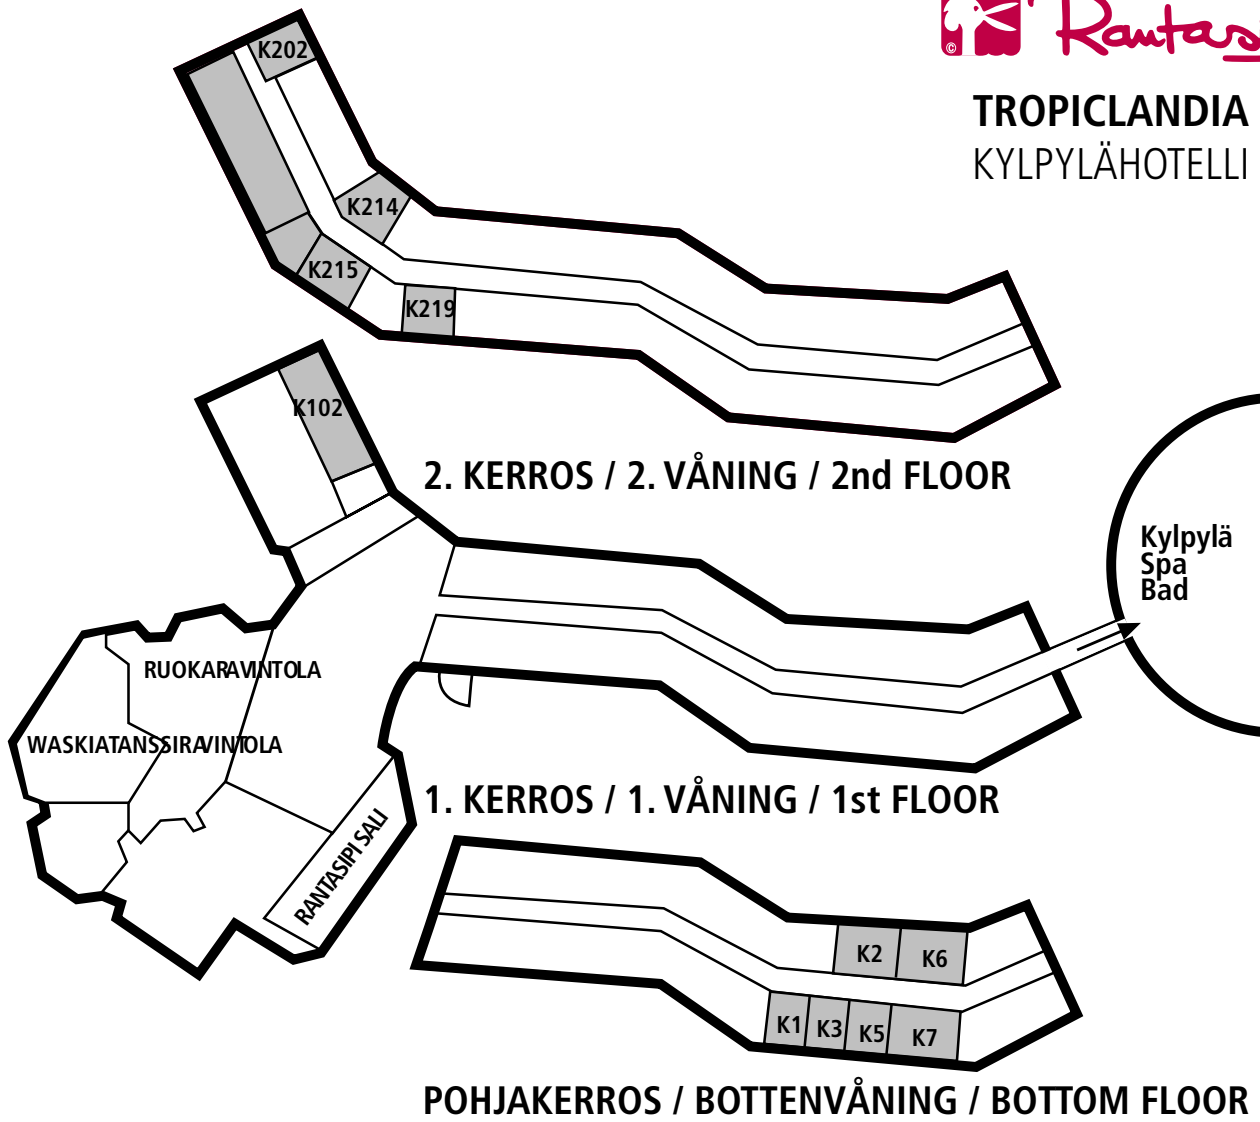 Rantas
©
TROPICLANDIA
KYLPYLÄHOTELLI
K202
K214
K215
K219
2. KERROS / 2. VÅNING / 2nd FLOOR
K102
Kylpylä
Spa
Bad
RUOKARAVINTOLA
WASKIATANSSIRAVINTOLA
RANTASIPI SALI
1. KERROS / 1. VÅNING / 1st FLOOR
K2
K6
K1
K3
K5
K7
POHJAKERROS / BOTTENVÅNING / BOTTOM FLOOR